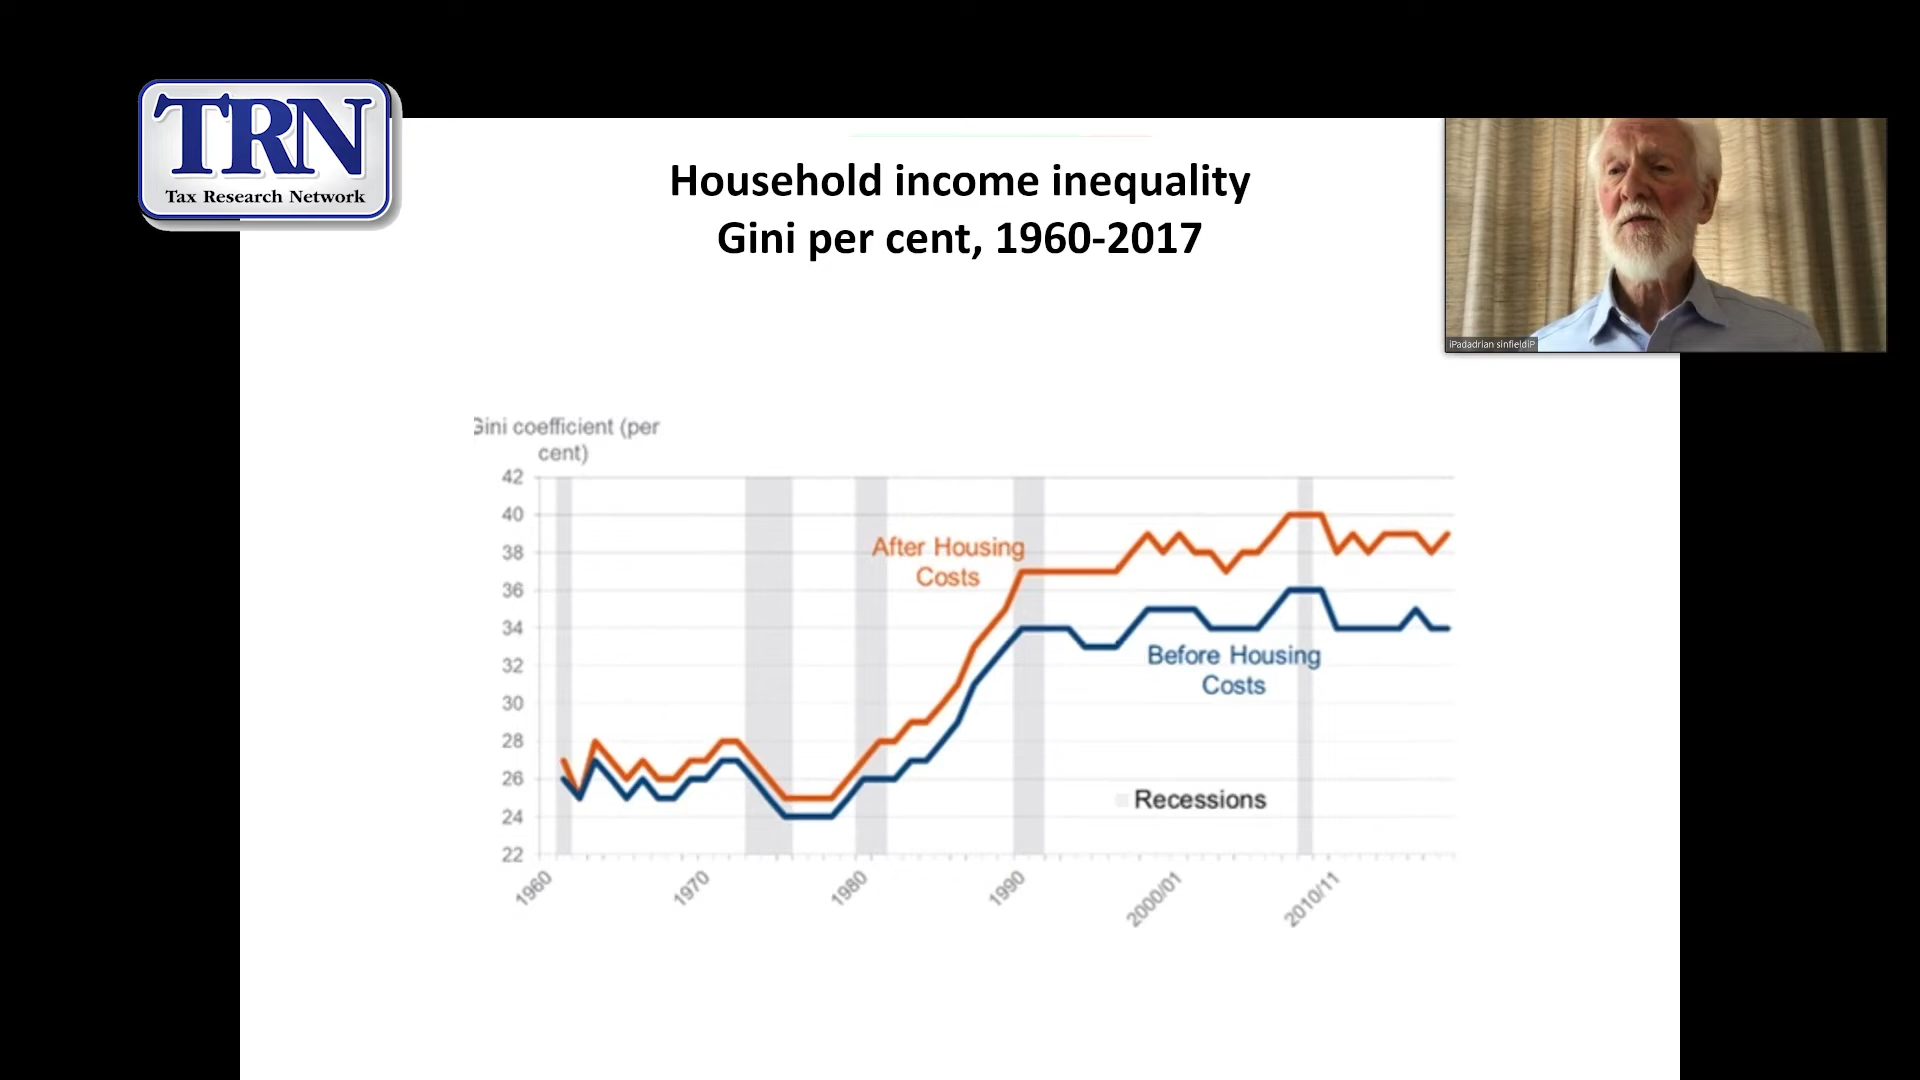 TRN
Tax Research Network
Household income inequality
Gini per cent, 1960-2017
iPadadrian sinfieldiP
Gini coefficient (per
cent)
42
40
38
36
34
32
30
28
26
24
22
After Housing
Costs
Before Housing
Costs
Recessions
1960
1970
1980
1990
2000/01
2010/11